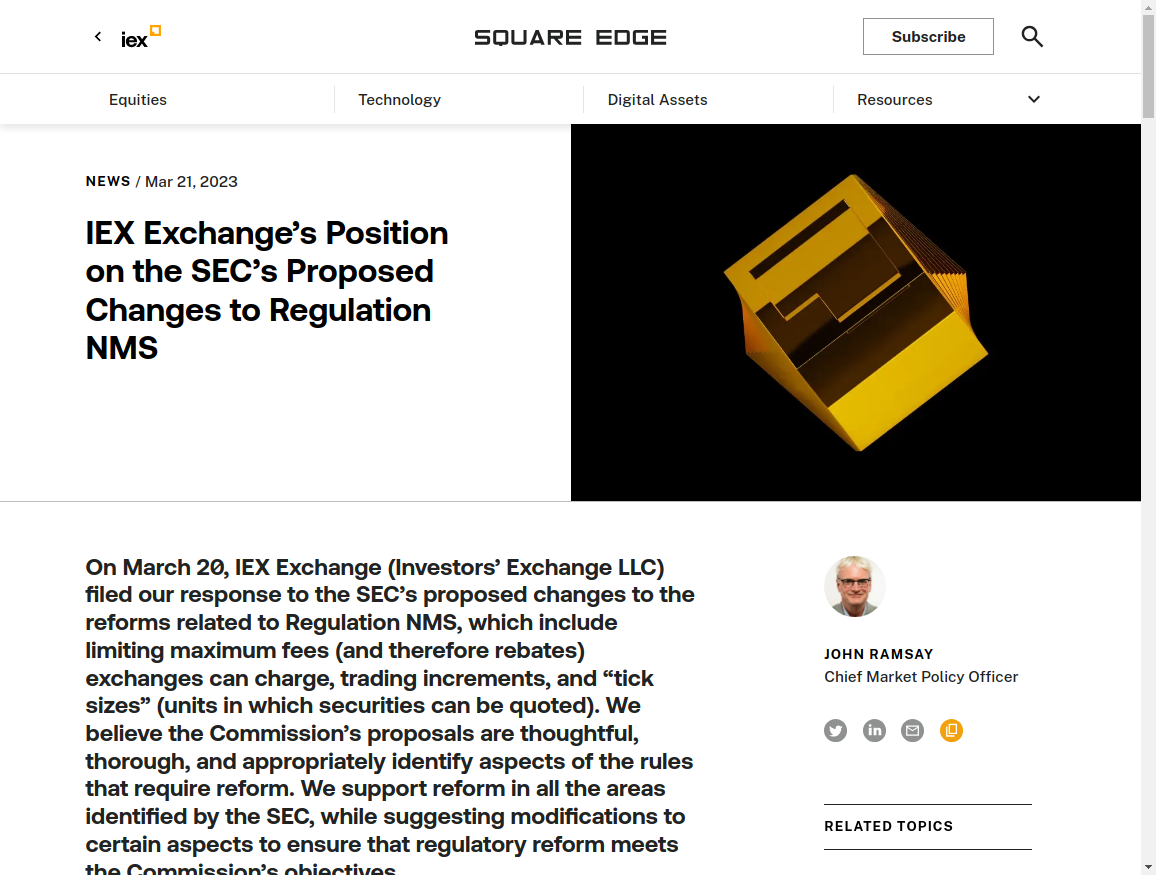 iex
SQUARE EDGE
Subscribe
Equities
Technology
Digital Assets
Resources
NEWS / Mar 21, 2023
IEX Exchange’s Position
on the SEC’s Proposed
Changes to Regulation
NMS
On March 20, IEX Exchange (Investors’ Exchange LLC)
filed our response to the SEC’s proposed changes to the
reforms related to Regulation NMS, which include
limiting maximum fees (and therefore rebates)
exchanges can charge, trading increments, and “tick
sizes” (units in which securities can be quoted). We
believe the Commission’s proposals are thoughtful,
thorough, and appropriately identify aspects of the rules
that require reform. We support reform in all the areas
identified by the SEC, while suggesting modifications to
certain aspects to ensure that regulatory reform meets
the Commission’s objectives.
JOHN RAMSAY
Chief Market Policy Officer
in
RELATED TOPICS